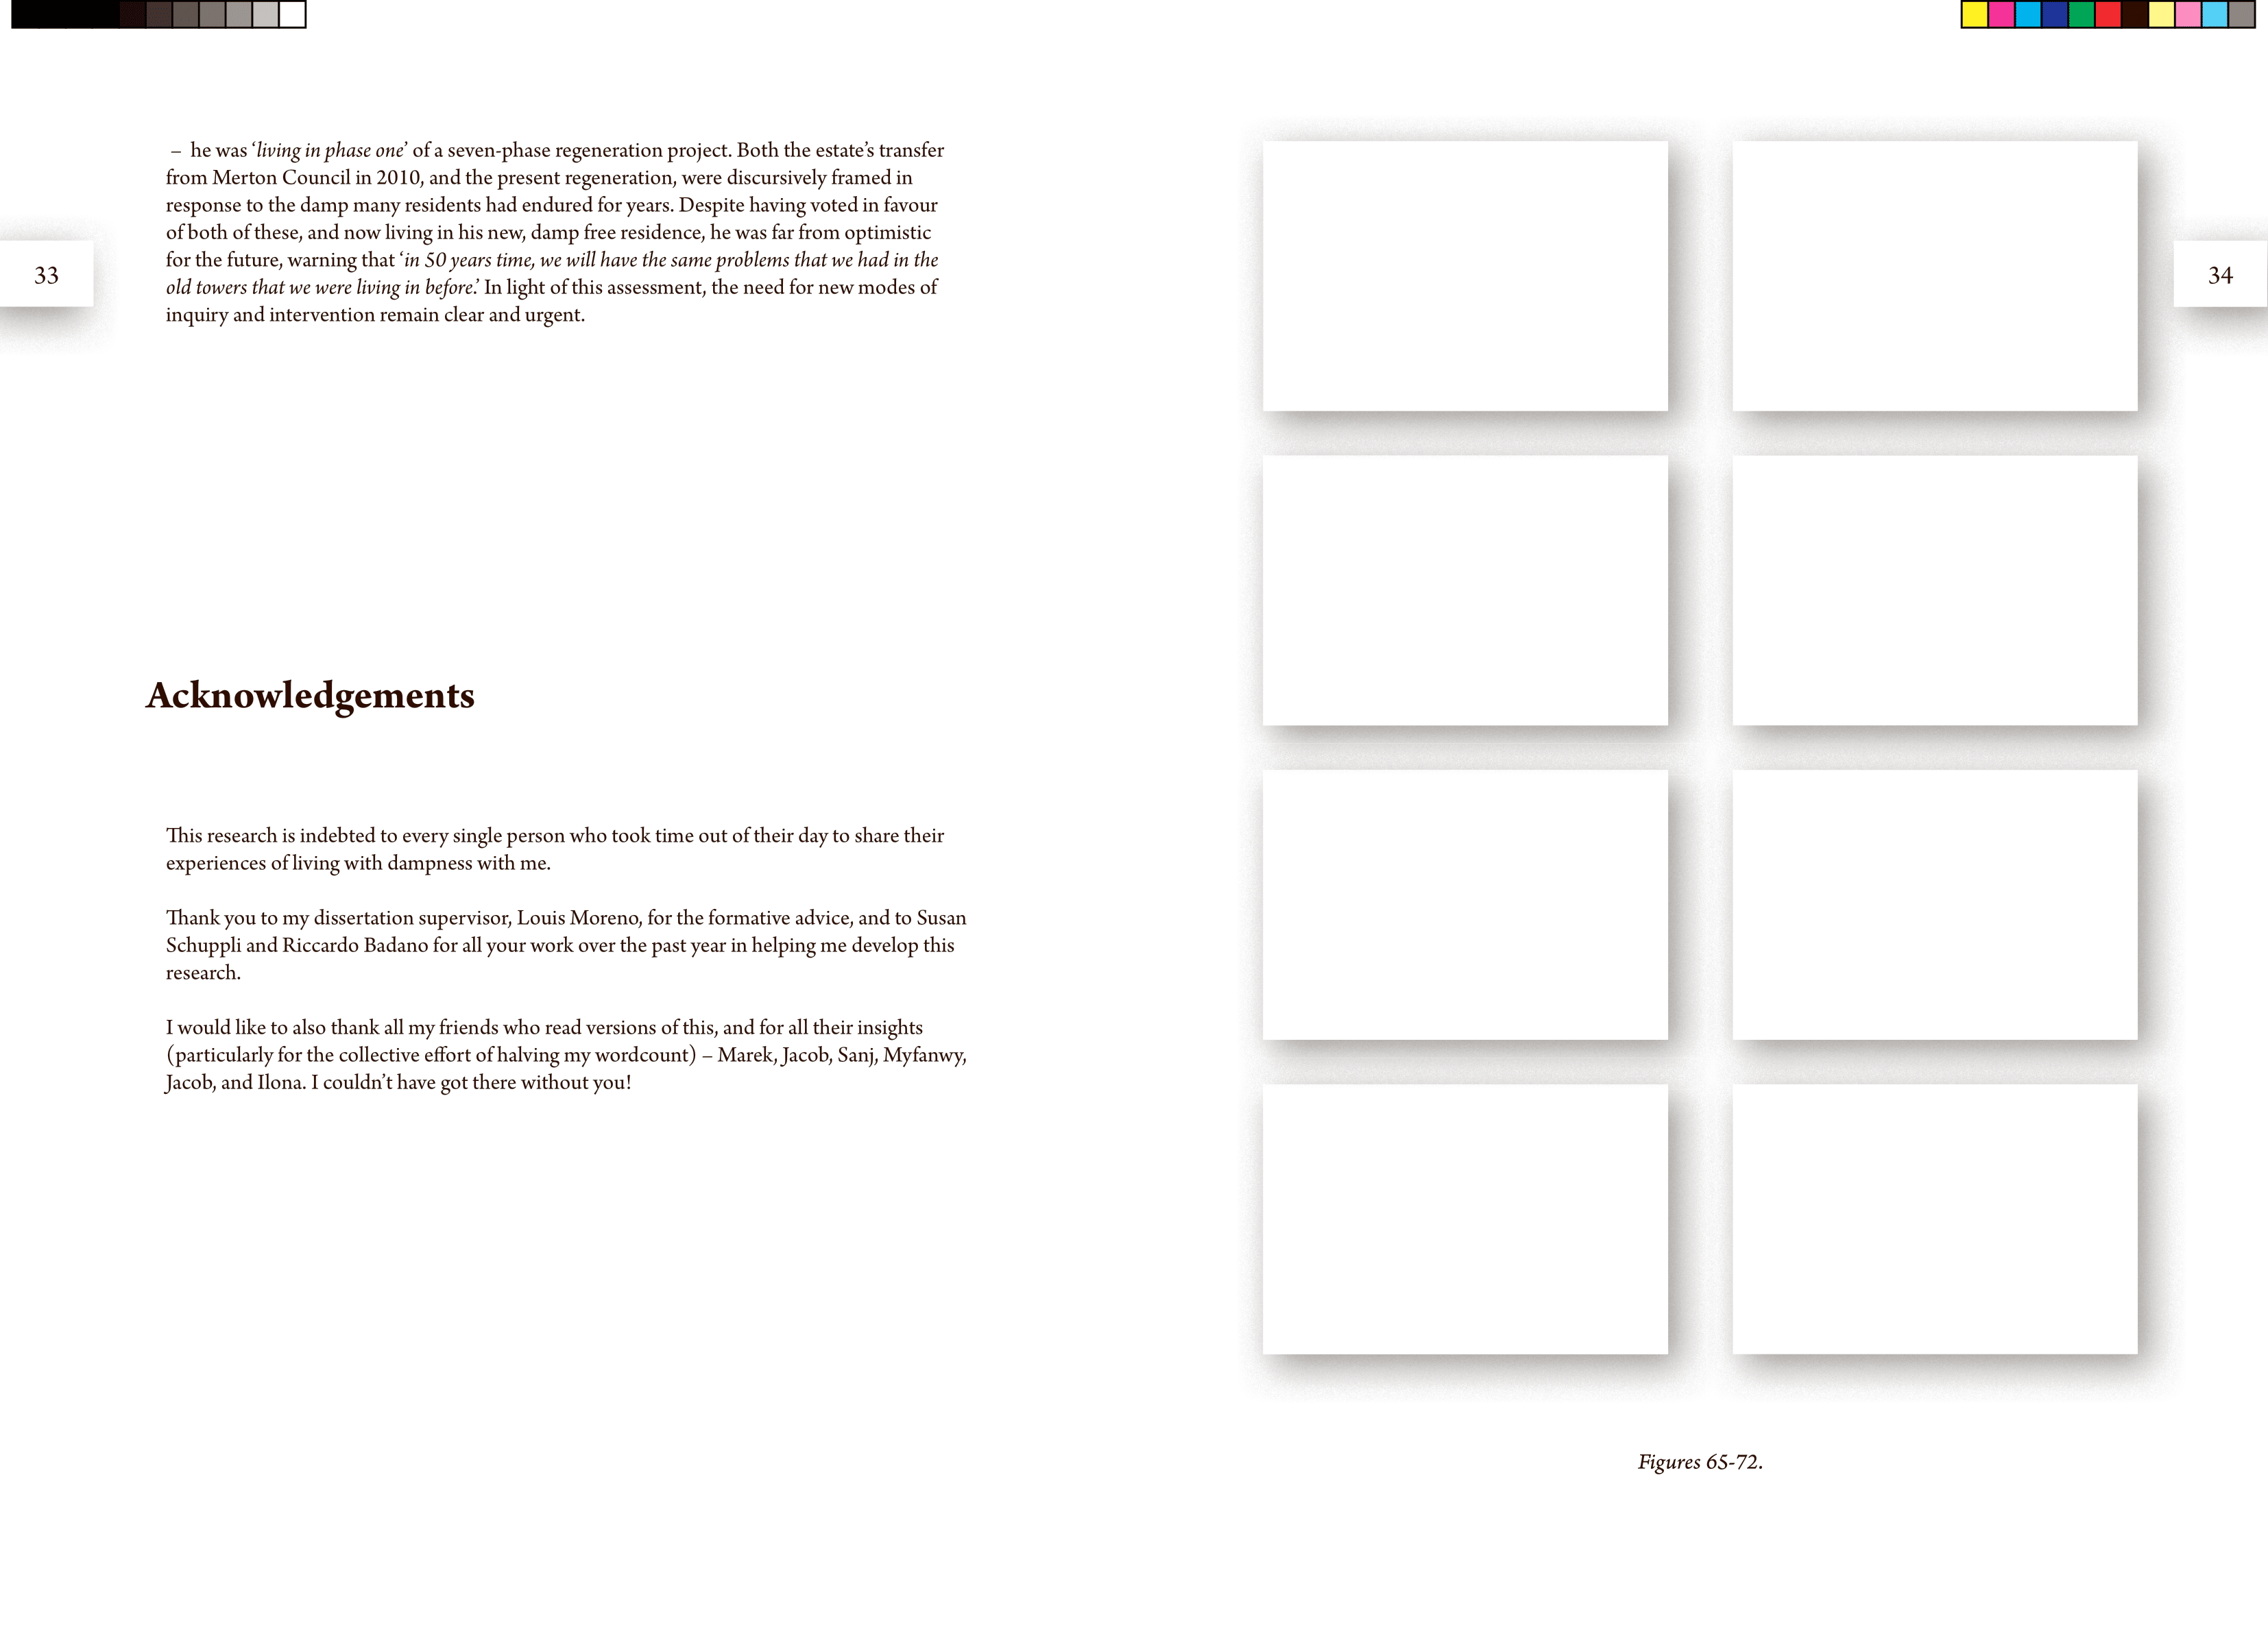 – he was ‘living in phase one’ of a seven-phase regeneration project. Both the estate’s transfer
from Merton Council in 2010, and the present regeneration, were discursively framed in
response to the damp many residents had endured for years. Despite having voted in favour
of both of these, and now living in his new, damp free residence, he was far from optimistic
for the future, warning that ‘in 50 years time, we will have the same problems that we had in the
old towers that we were living in before.’ In light of this assessment, the need for new modes of
inquiry and intervention remain clear and urgent.
33
Acknowledgements
This research is indebted to every single person who took time out of their day to share their
experiences of living with dampness with me.
Thank you to my dissertation supervisor, Louis Moreno, for the formative advice, and to Susan
Schuppli and Riccardo Badano for all your work over the past year in helping me develop this
research.
I would like to also thank all my friends who read versions of this, and for all their insights
(particularly for the collective effort of halving my wordcount) – Marek, Jacob, Sanj, Myfanwy,
Jacob, and Ilona. I couldn’t have got there without you!
34
Figures 65-72.